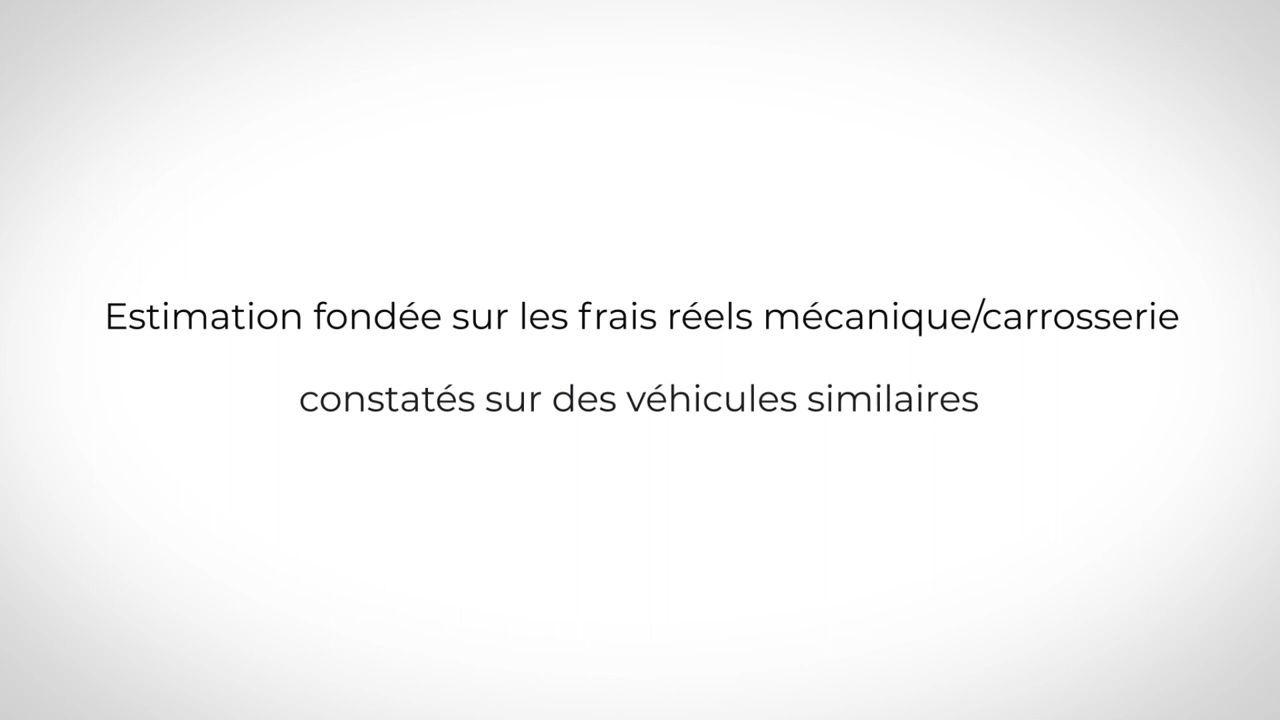 Estimation fondée sur les frais réels mécanique/carrosserie
constatés sur des véhicules similaires